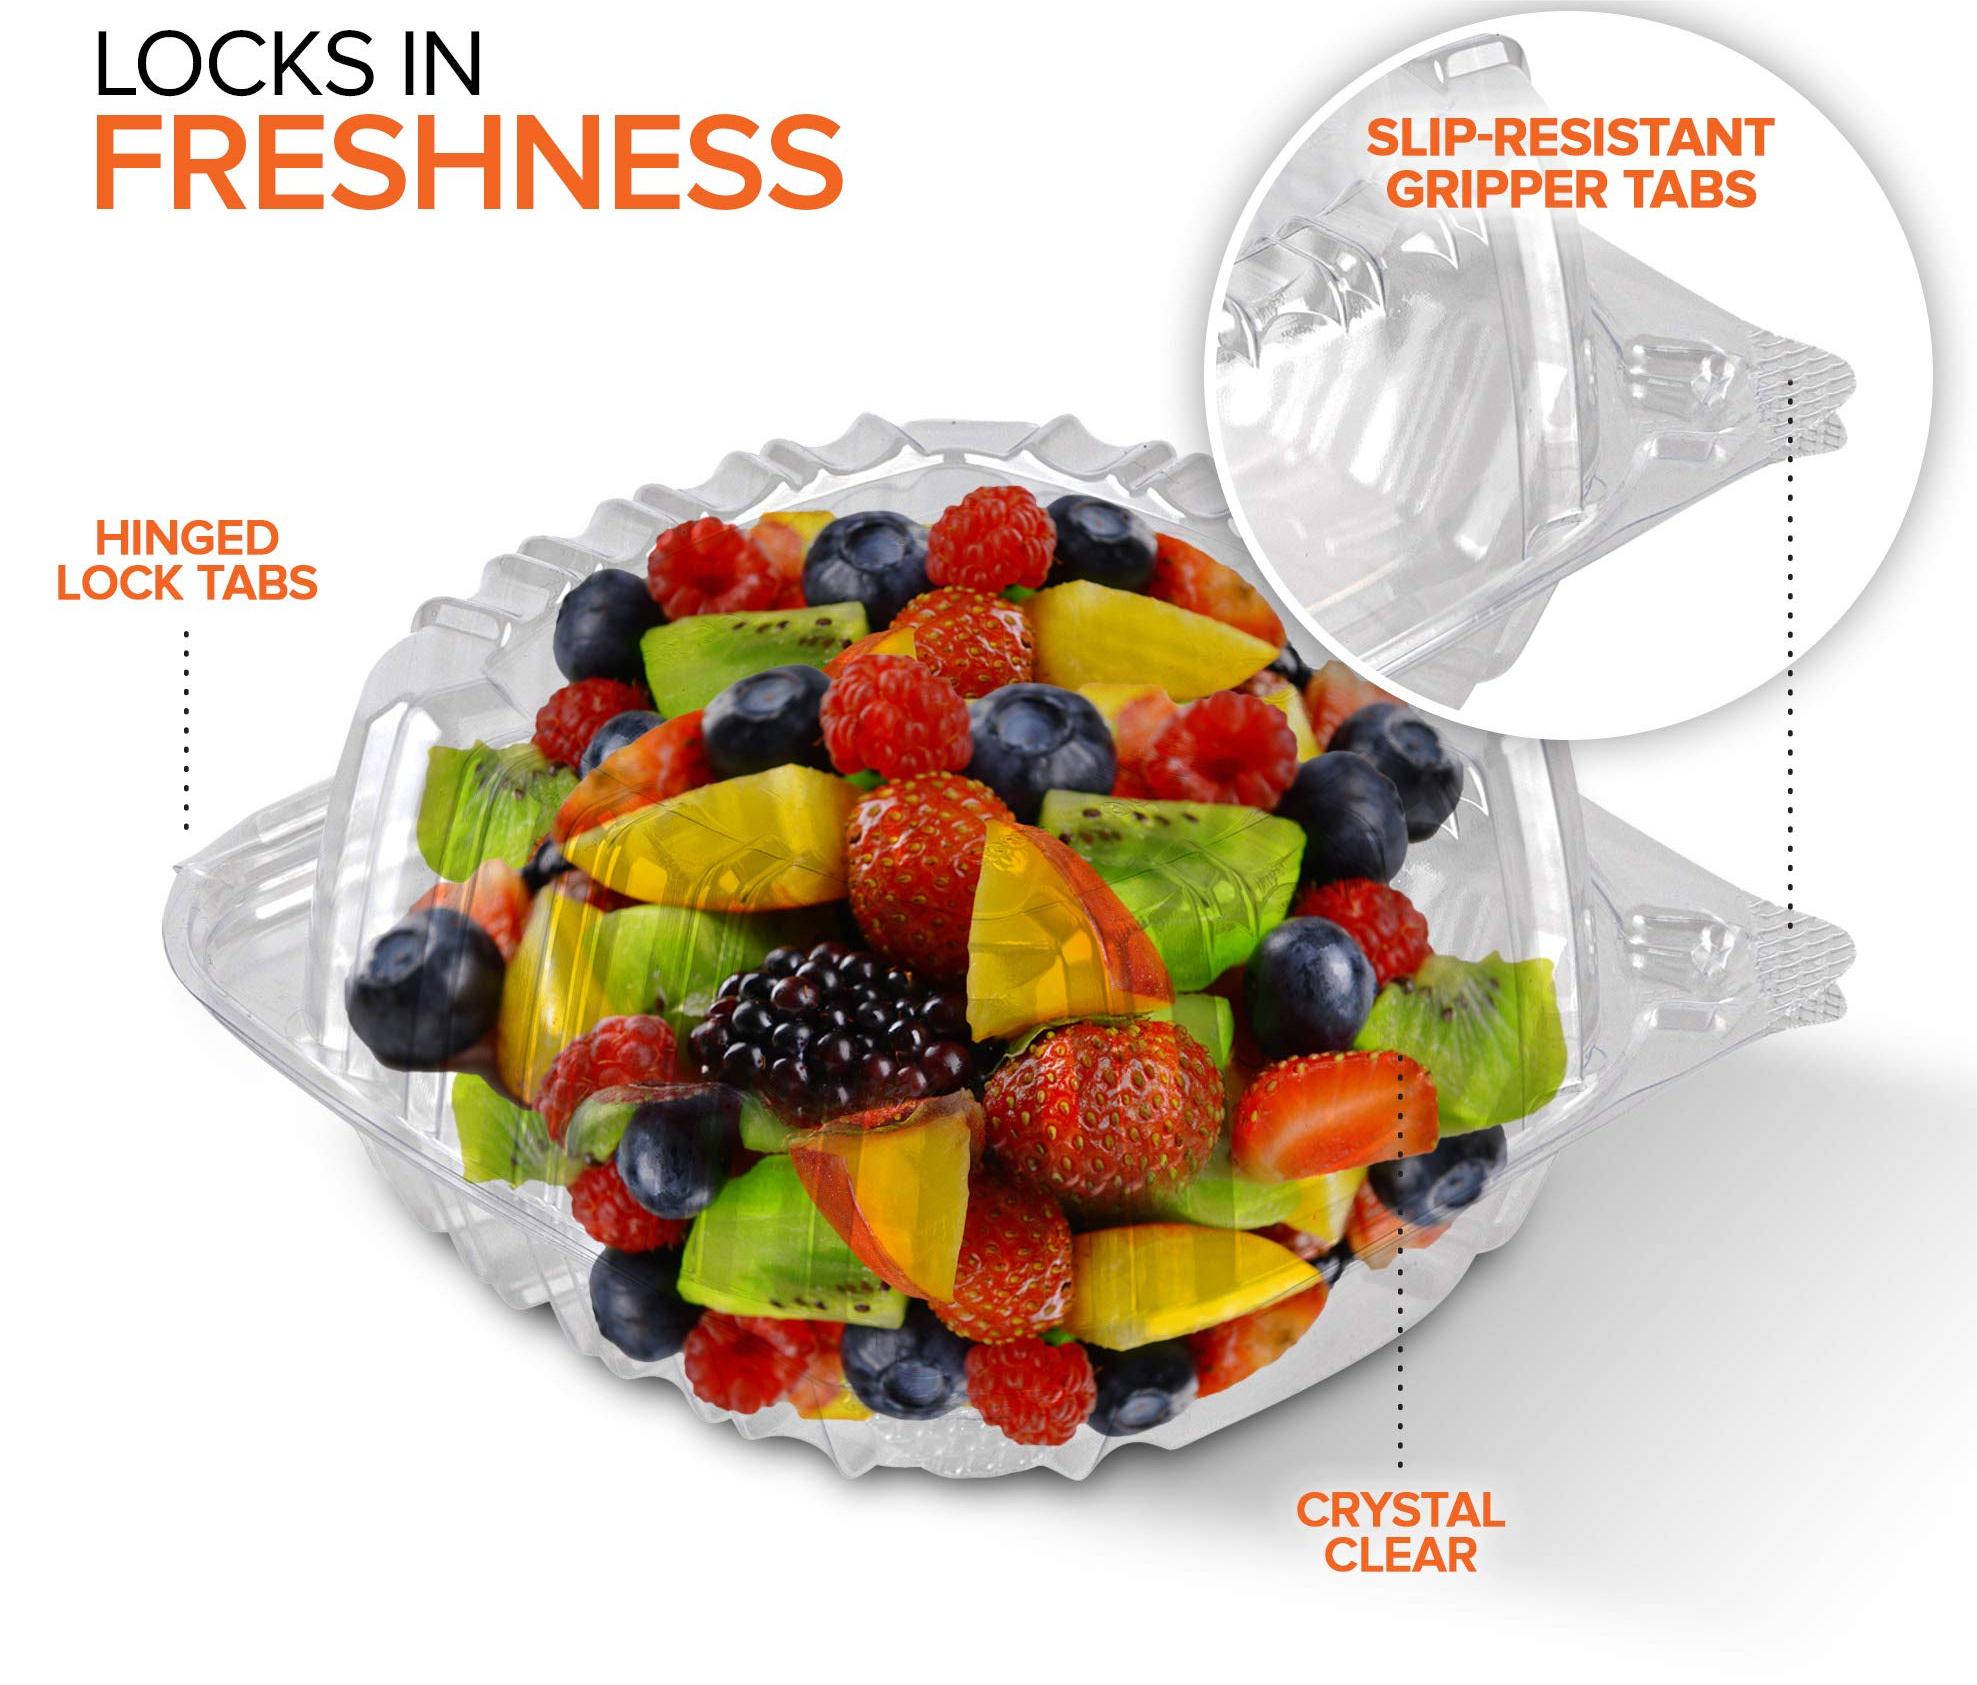 LOCKS IN
FRESHNESS
SLIP-RESISTANT
GRIPPER TABS
HINGED
LOCK TABS
CRYSTAL
CLEAR